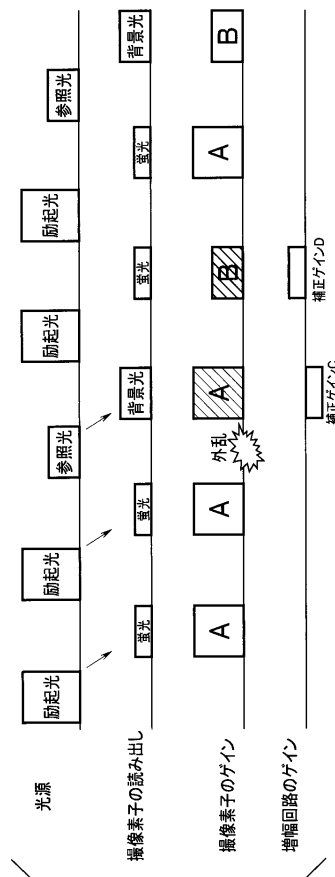 光源
励起光
励起光
参照光
励起光
励起光
参照光
撮像素子の読み出し
蛍光
蛍光
背景光
蛍光
蛍光
背景光
撮像素子のゲイン
A
A
外乱
A
B
A
B
増幅回路のゲイン
補正ゲインC
補正ゲインD